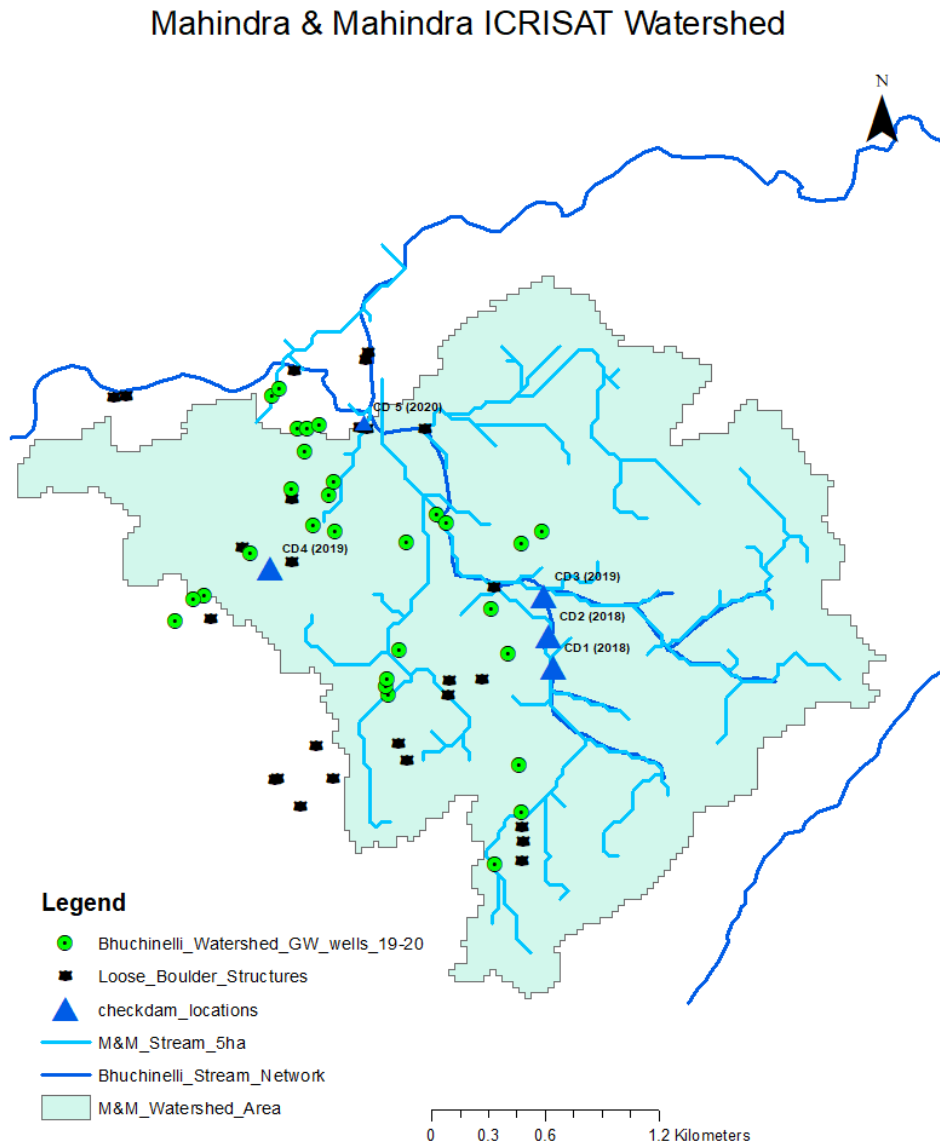 Mahindra & Mahindra ICRISAT Watershed
N
CD 5 (2020)
CD4 (2019)
CD3 (2019)
CD2 (2018)
CD1 (2018)
Legend
Bhuchinelli_Watershed_GW_wells_19-20
Loose_Boulder_Structures
checkdam_locations
M&M_Stream_5ha
Bhuchinelli_Stream_Network
M&M_Watershed_Area
0 0.3 0.6 1.2 Kilometers